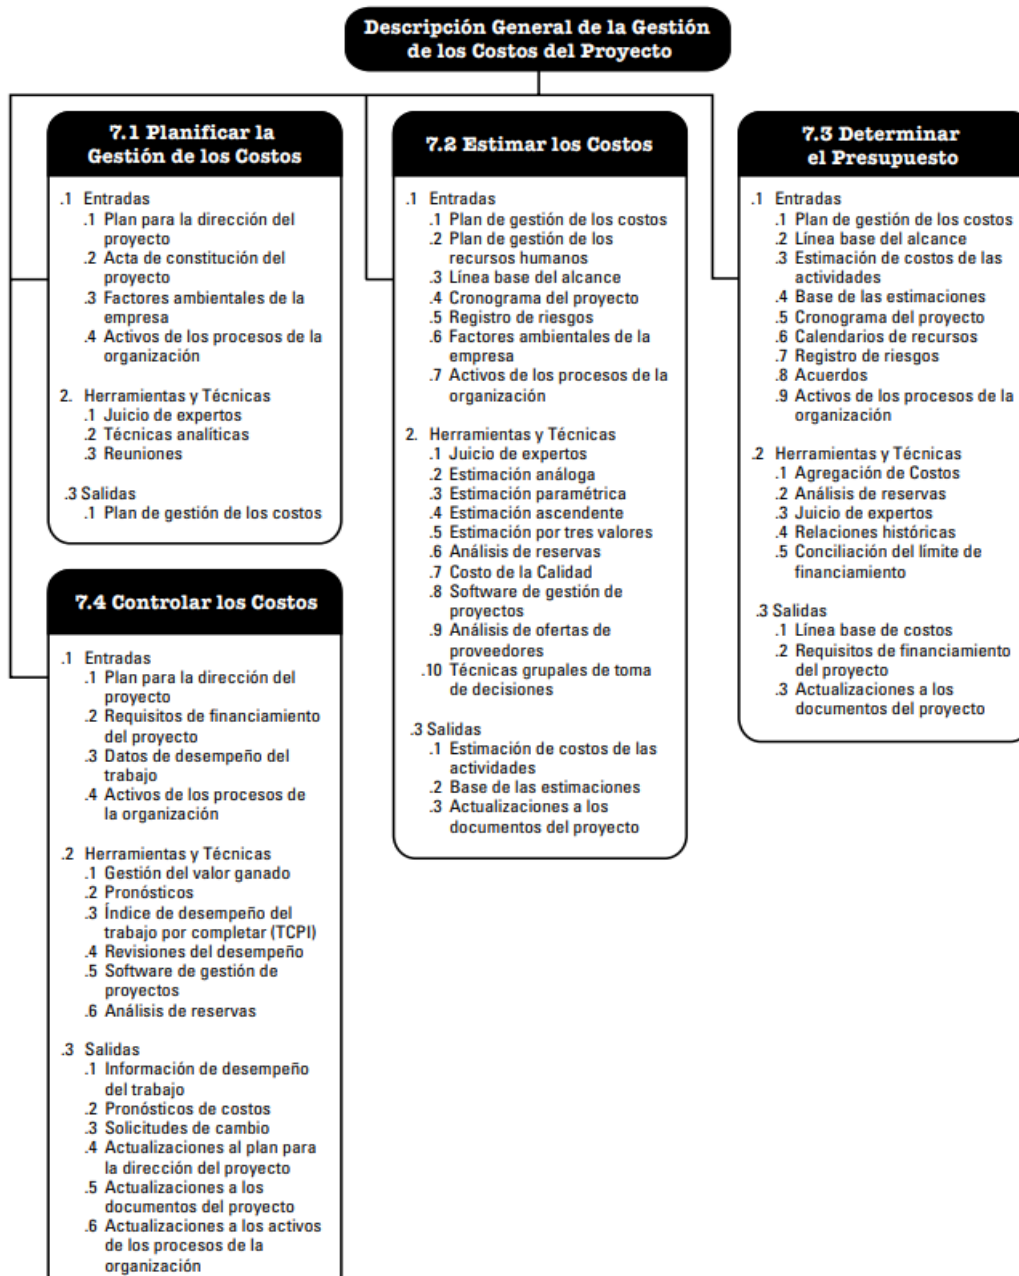 Descripción General de la Gestión
de los Costos del Proyecto
7.1 Planificar la
Gestión de los Costos
.1 Entradas
.1 Plan para la dirección del
proyecto
.2 Acta de constitución del
proyecto
.3 Factores ambientales de la
empresa
.4 Activos de los procesos de la
organización
2. Herramientas y Técnicas
.1 Juicio de expertos
.2 Técnicas analíticas
.3 Reuniones
.3 Salidas
.1 Plan de gestión de los costos
7.2 Estimar los Costos
.1 Entradas
.1 Plan de gestión de los costos
.2 Plan de gestión de los
recursos humanos
.3 Línea base del alcance
.4 Cronograma del proyecto
.5 Registro de riesgos
.6 Factores ambientales de la
empresa
.7 Activos de los procesos de la
organización
2. Herramientas y Técnicas
.1 Juicio de expertos
.2 Estimación análoga
.3 Estimación paramétrica
.4 Estimación ascendente
.5 Estimación por tres valores
.6 Análisis de reservas
.7 Costo de la Calidad
.8 Software de gestión de
proyectos
.9 Análisis de ofertas de
proveedores
.10 Técnicas grupales de toma
de decisiones
.3 Salidas
.1 Estimación de costos de las
actividades
.2 Base de las estimaciones
.3 Actualizaciones a los
documentos del proyecto
7.3 Determinar
el Presupuesto
.1 Entradas
.1 Plan de gestión de los costos
.2 Línea base del alcance
.3 Estimación de costos de las
actividades
.4 Base de las estimaciones
.5 Cronograma del proyecto
.6 Calendarios de recursos
.7 Registro de riesgos
.8 Acuerdos
.9 Activos de los procesos de la
organización
.2 Herramientas y Técnicas
.1 Agregación de Costos
.2 Análisis de reservas
.3 Juicio de expertos
.4 Relaciones históricas
.5 Conciliación del límite de
financiamiento
.3 Salidas
.1 Línea base de costos
.2 Requisitos de financiamiento
del proyecto
.3 Actualizaciones a los
documentos del proyecto
7.4 Controlar los Costos
.1 Entradas
.1 Plan para la dirección del
proyecto
.2 Requisitos de financiamiento
del proyecto
.3 Datos de desempeño del
trabajo
.4 Activos de los procesos de
la organización
.2 Herramientas y Técnicas
.1 Gestión del valor ganado
.2 Pronósticos
.3 Índice de desempeño del
trabajo por completar (TCPI)
.4 Revisiones del desempeño
.5 Software de gestión de
proyectos
.6 Análisis de reservas
.3 Salidas
.1 Información de desempeño
del trabajo
.2 Pronósticos de costos
.3 Solicitudes de cambio
.4 Actualizaciones al plan para
la dirección del proyecto
.5 Actualizaciones a los
documentos del proyecto
.6 Actualizaciones a los activos
de los procesos de la
organización